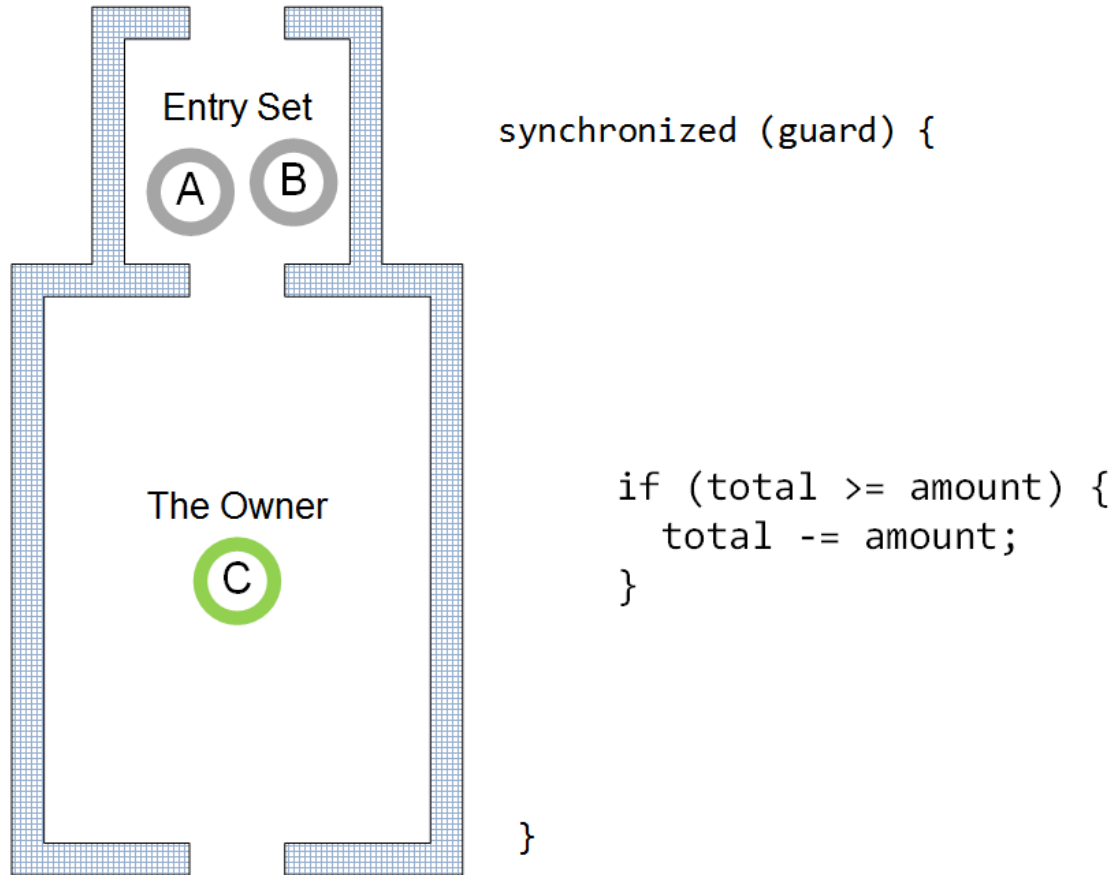 Entry Set
synchronized (guard) {
A
B
if (total >= amount) {
total -= amount;
}
The Owner
C
}